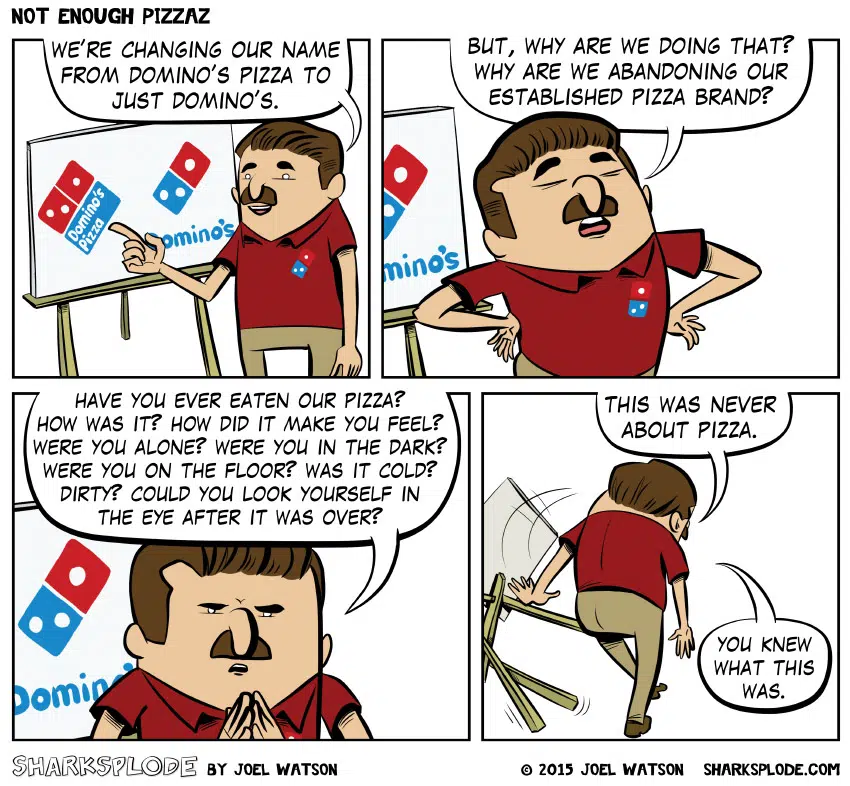 NOT ENOUGH PIZZAZ
WE'RE CHANGING OUR NAME
FROM DOMINO'S PIZZA TO
JUST DOMINO'S.
Domino's
Pizza
omino's
BUT, WHY ARE WE DOING THAT?
WHY ARE WE ABANDONING OUR
ESTABLISHED PIZZA BRAND?
mino's
HAVE YOU EVER EATEN OUR PIZZA?
HOW WAS IT? HOW DID IT MAKE YOU FEEL?
WERE YOU ALONE? WERE YOU IN THE DARK?
WERE YOU ON THE FLOOR? WAS IT COLD?
DIRTY? COULD YOU LOOK YOURSELF IN
THE EYE AFTER IT WAS OVER?
Domino'
THIS WAS NEVER
ABOUT PIZZA.
YOU KNEW
WHAT THIS
WAS.
SHARKSPLODE BY JOEL WATSON
© 2015 JOEL WATSON SHARKSPLODE.COM